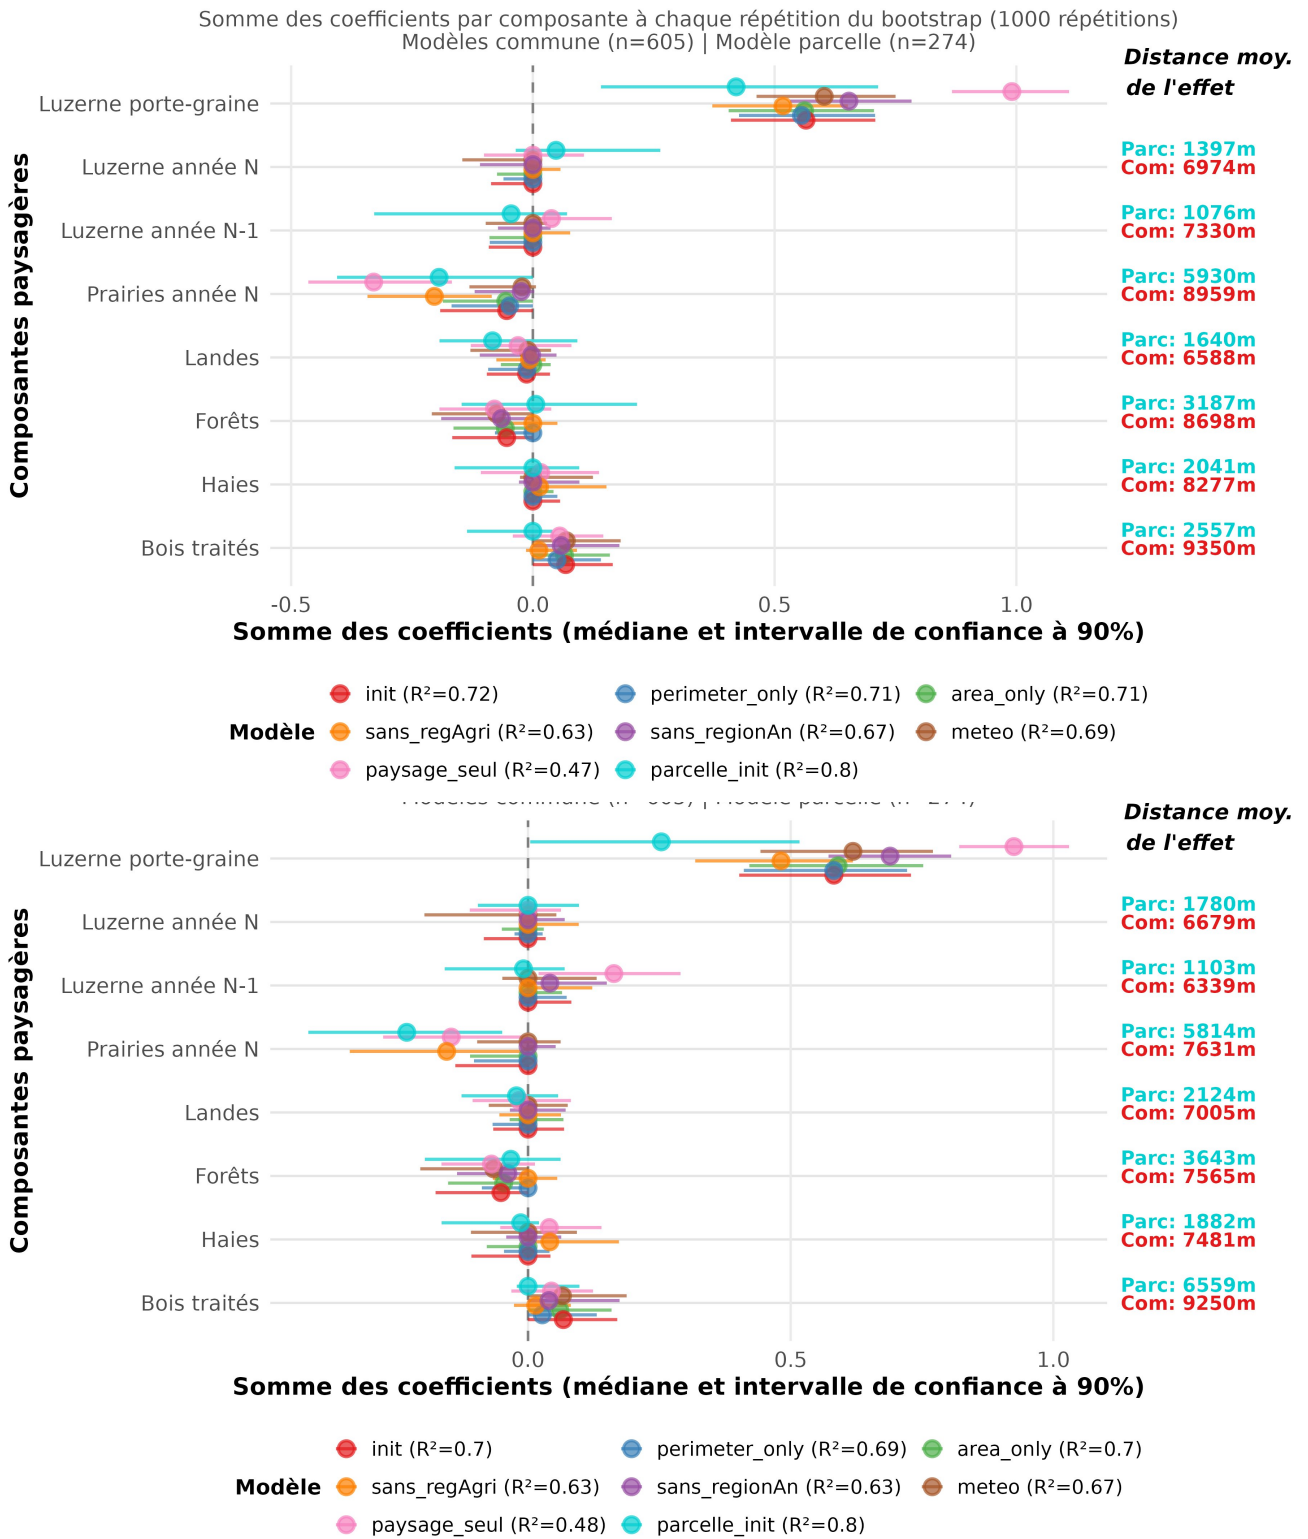 Somme des coefficients par composante à chaque répétition du bootstrap (1000 répétitions)
Modèles commune (n=605) | Modèle parcelle (n=274)
Distance moy.
de l'effet
Composantes paysagères
Luzerne porte-graine
Luzerne année N
Parc: 1397m
Com: 6974m
Luzerne année N-1
Parc: 1076m
Com: 7330m
Prairies année N
Parc: 5930m
Com: 8959m
Landes
Parc: 1640m
Com: 6588m
Forêts
Parc: 3187m
Com: 8698m
Haies
Parc: 2041m
Com: 8277m
Bois traités
Parc: 2557m
Com: 9350m
-0.5 0.0 0.5 1.0
Somme des coefficients (médiane et intervalle de confiance à 90%)
Modèle
init (R²=0.72) perimeter_only (R²=0.71) area_only (R²=0.71)
sans_regAgri (R²=0.63) sans_regionAn (R²=0.67) meteo (R²=0.69)
paysage_seul (R²=0.47) parcelle_init (R²=0.8)
Distance moy.
de l'effet
Composantes paysagères
Luzerne porte-graine
Luzerne année N
Parc: 1780m
Com: 6679m
Luzerne année N-1
Parc: 1103m
Com: 6339m
Prairies année N
Parc: 5814m
Com: 7631m
Landes
Parc: 2124m
Com: 7005m
Forêts
Parc: 3643m
Com: 7565m
Haies
Parc: 1882m
Com: 7481m
Bois traités
Parc: 6559m
Com: 9250m
0.0 0.5 1.0
Somme des coefficients (médiane et intervalle de confiance à 90%)
Modèle
init (R²=0.7) perimeter_only (R²=0.69) area_only (R²=0.7)
sans_regAgri (R²=0.63) sans_regionAn (R²=0.63) meteo (R²=0.67)
paysage_seul (R²=0.48) parcelle_init (R²=0.8)